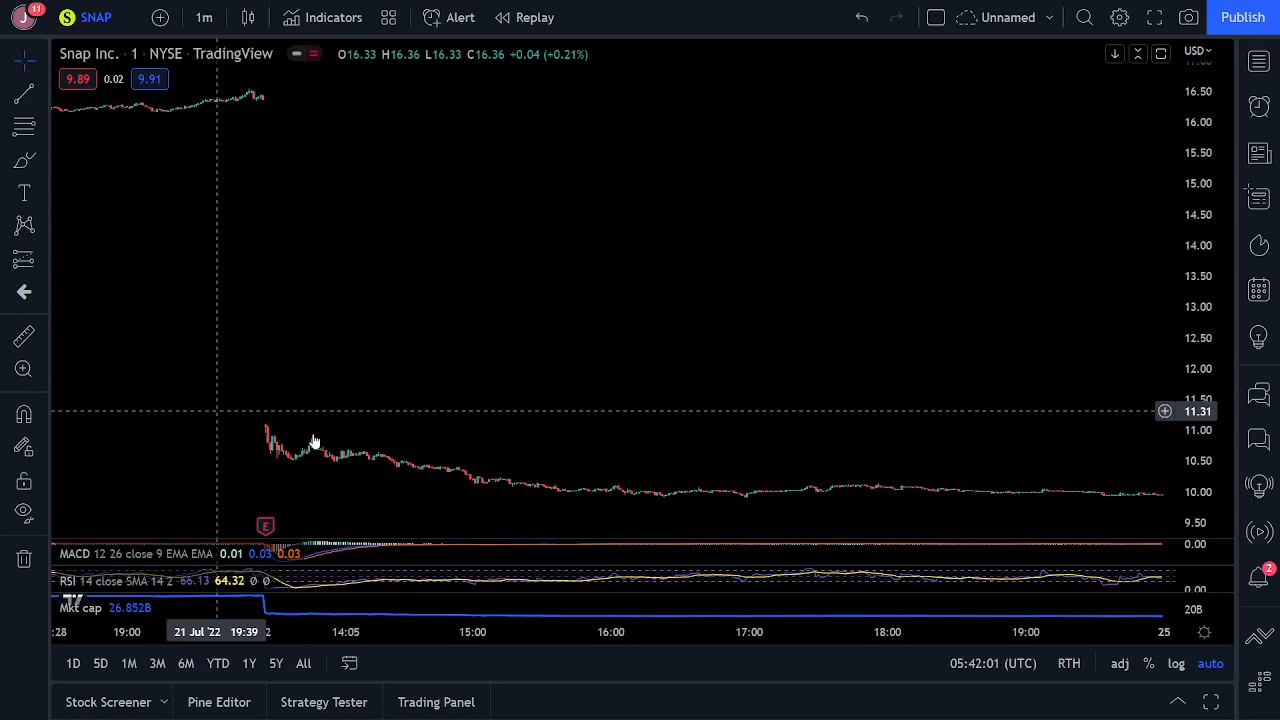 J 11 S SNAP 1m Indicators Alert Replay Unnamed Publish
Snap Inc. · 1 · NYSE · TradingView O16.33 H16.36 L16.33 C16.36 +0.04 (+0.21%) USD
9.89 0.02 9.91
16.50
16.00
15.50
15.00
14.50
14.00
13.50
13.00
12.50
12.00
11.31
11.00
10.50
10.00
9.50
E
MACD 12 26 close 9 EMA EMA 0.01 0.03 0.03 0.00
RSI 14 close SMA 14 2 66.13 64.32 Ø Ø 0.00
Mkt cap 26.852B 20B
:28 19:00 21 Jul '22 19:39 2 14:05 15:00 16:00 17:00 18:00 19:00 25
1D 5D 1M 3M 6M YTD 1Y 5Y All 05:42:01 (UTC) RTH adj % log auto
Stock Screener Pine Editor Strategy Tester Trading Panel
T
2